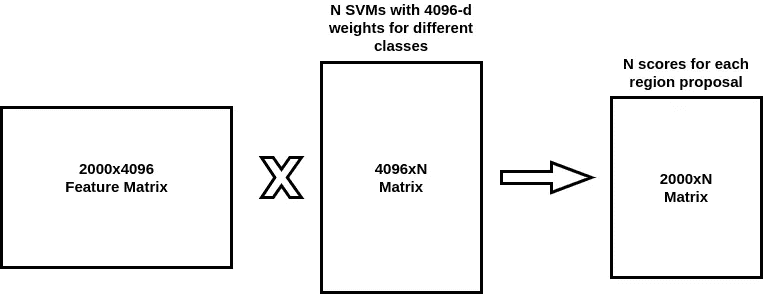 N SVMs with 4096-d
weights for different
classes
N scores for each
region proposal
2000x4096
Feature Matrix
X
4096xN
Matrix
2000xN
Matrix